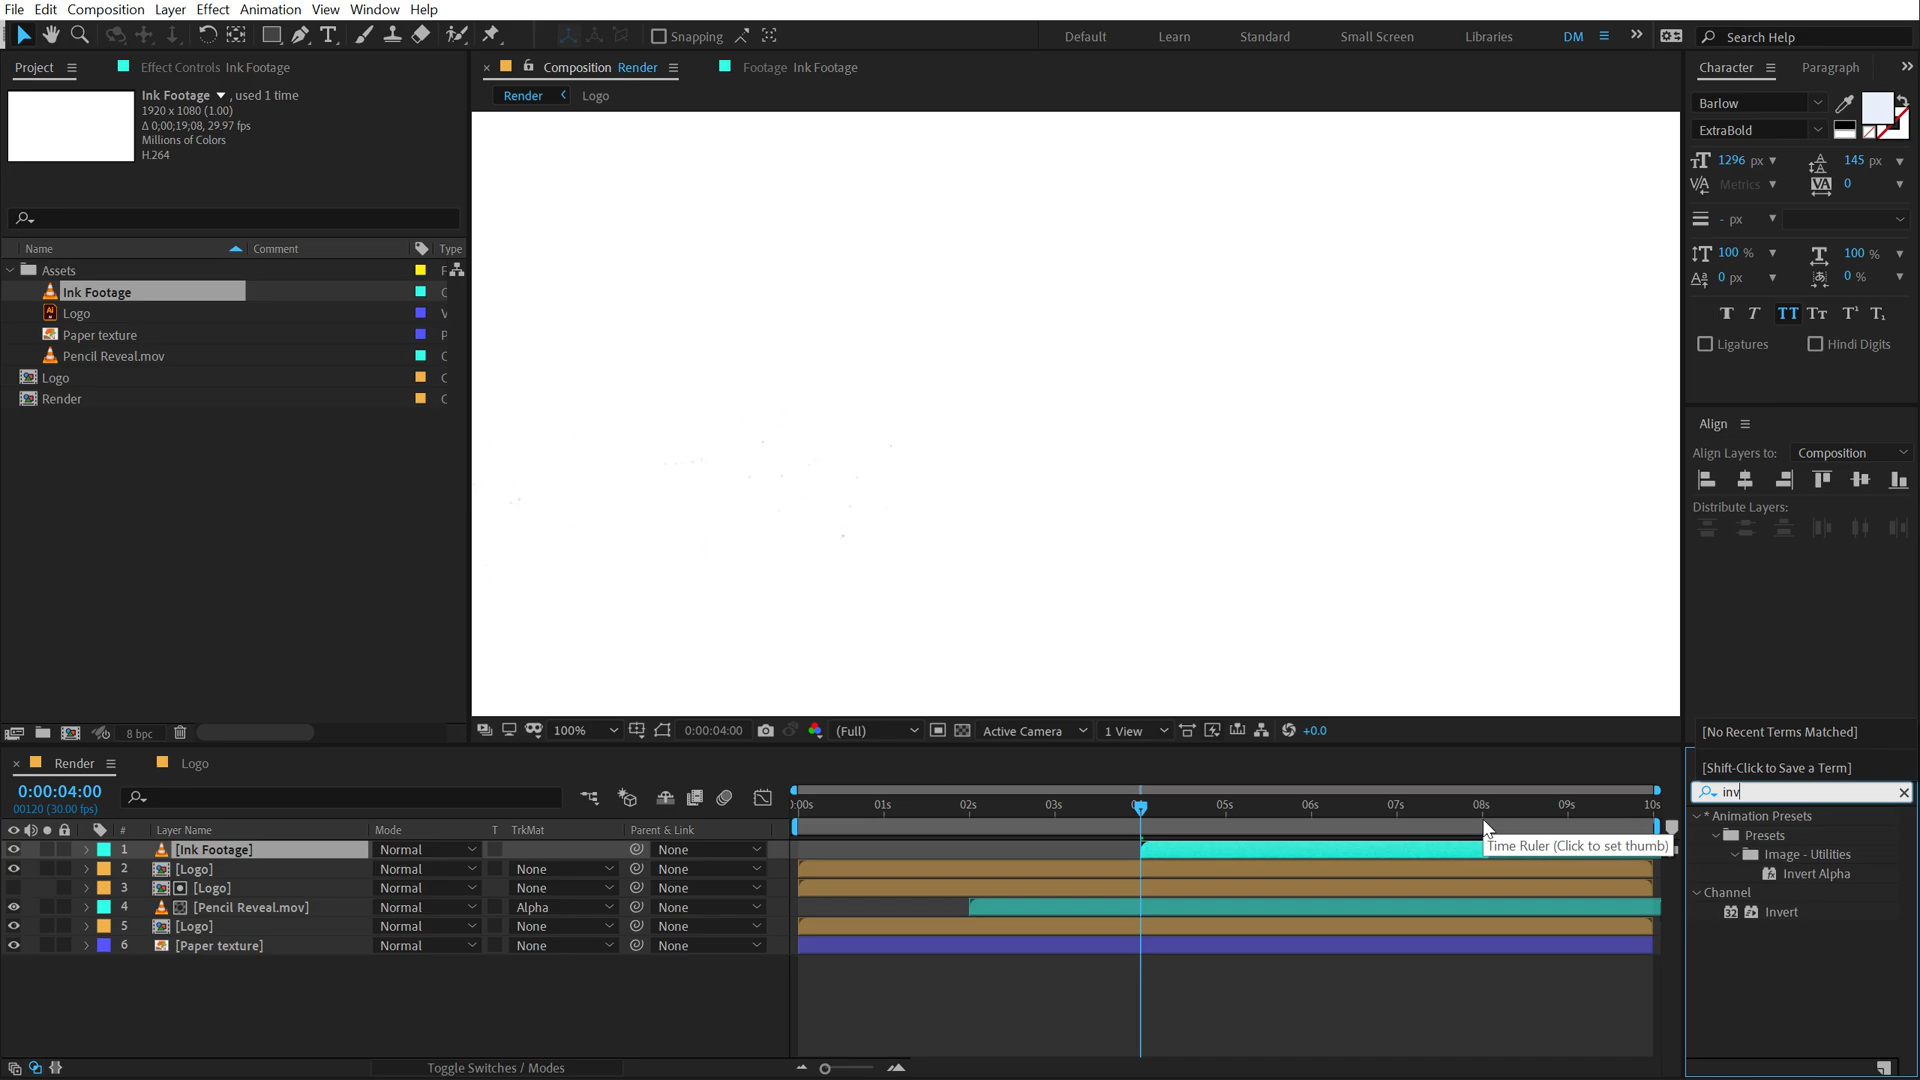 File Edit Composition Layer Effect Animation View Window Help
Snapping
Default Learn Standard Small Screen Libraries DM Search Help
Project Effect Controls Ink Footage
Composition Render Footage Ink Footage
Render Logo
Ink Footage , used 1 time
1920 x 1080 (1.00)
Δ 0;00;19;08, 29.97 fps
Millions of Colors
H.264
Name Comment Type
Assets F
Ink Footage
Logo V
Paper texture
Pencil Reveal.mov
Logo
Render
8 bpc
100% 0:00:04:00 (Full) Active Camera 1 View +0.0
Character Paragraph
Barlow
ExtraBold
1296 px 145 px
Metrics 0
- px
100 % 100 %
0 px 0 %
TT Tt
Ligatures Hindi Digits
Align
Align Layers to: Composition
Distribute Layers:
[No Recent Terms Matched]
[Shift-Click to Save a Term]
inv
* Animation Presets
Presets
Image - Utilities
Invert Alpha
Channel
32 Invert
Render Logo
0:00:04:00
00120 (30.00 fps)
:00s 01s 02s 03s 05s 06s 07s 08s 09s 10s
# Layer Name Mode T TrkMat Parent & Link
1 [Ink Footage] Normal None
2 [Logo] Normal None None
3 [Logo] Normal None None
4 [Pencil Reveal.mov] Normal Alpha None
5 [Logo] Normal None None
6 [Paper texture] Normal None None
Time Ruler (Click to set thumb)
Toggle Switches / Modes